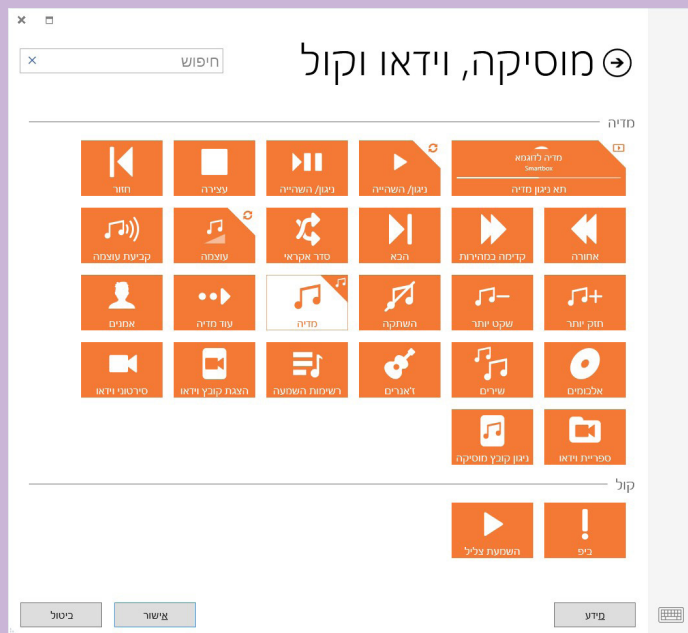 מוסיקה, וידאו וקול
חיפוש
מדיה
מדיה לדוגמא
Smartbox
תא ניגון מדיה
ניגון/ השהייה
ניגון/ השהייה
עצירה
חזור
אחורה
קדימה במהירות
הבא
סדר אקראי
עוצמה
קביעת עוצמה
חזק יותר
שקט יותר
השתקה
מדיה
עוד מדיה
אמנים
אלבומים
שירים
ז'אנרים
רשימות השמעה
הצגת קובץ וידאו
סירטוני וידאו
ספריית וידאו
ניגון קובץ מוסיקה
קול
ביפ
השמעת צליל
מידע
אישור
ביטול